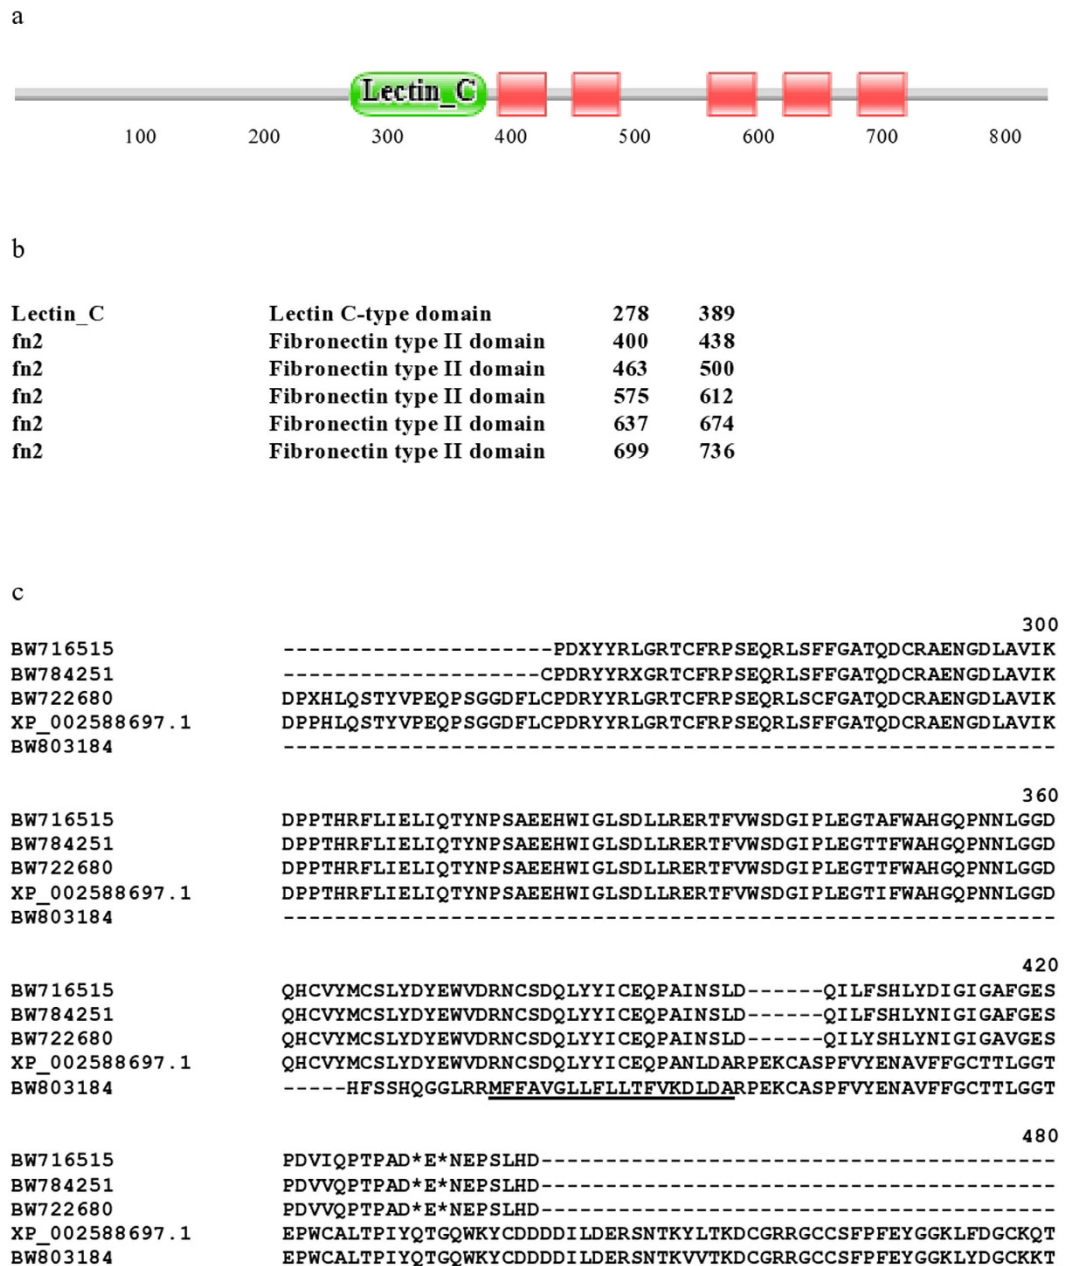 a
Lectin_C
100 200 300 400 500 600 700 800
b
Lectin_C Lectin C-type domain 278 389
fn2 Fibronectin type II domain 400 438
fn2 Fibronectin type II domain 463 500
fn2 Fibronectin type II domain 575 612
fn2 Fibronectin type II domain 637 674
fn2 Fibronectin type II domain 699 736
c
300
BW716515 ---------------------PDXYYRLGRTCFRPSEQRLSFFGATQDCRAENGDLAVIK
BW784251 --------------------CPDRYYRXGRTCFRPSEQRLSFFGATQDCRAENGDLAVIK
BW722680 DPXHLQSTYVPEQPSGGDFLCPDRYYRLGRTCFRPSEQRLSCFGATQDCRAENGDLAVIK
XP_002588697.1 DPPHLQSTYVPEQPSGGDFLCPDRYYRLGRTCFRPSEQRLSFFGATQDCRAENGDLAVIK
BW803184 ------------------------------------------------------------
360
BW716515 DPPTHRFLIELIQTYNPSAEEHWIGLSDLLRERTFVWSDGIPLEGTAFWAHGQPNNLGGD
BW784251 DPPTHRFLIELIQTYNPSAEEHWIGLSDLLRERTFVWSDGIPLEGTTFWAHGQPNNLGGD
BW722680 DPPTHRFLIELIQTYNPSAEEHWIGLSDLLRERTFVWSDGIPLEGTTFWAHGQPNNLGGD
XP_002588697.1 DPPTHRFLIELIQTYNPSAEEHWIGLSDLLRERTFVWSDGIPLEGTIFWAHGQPNNLGGD
BW803184 ------------------------------------------------------------
420
BW716515 QHCVYMCSLYDYEWVDRNCSDQLYYICEQPAINSLD------QILFSHLYDIGIGAFGES
BW784251 QHCVYMCSLYDYEWVDRNCSDQLYYICEQPAINSLD------QILFSHLYNIGIGAFGES
BW722680 QHCVYMCSLYDYEWVDRNCSDQLYYICEQPAINSLD------QILYSHLYNIGIGAVGES
XP_002588697.1 QHCVYMCSLYDYEWVDRNCSDQLYYICEQPANLDARPEKCASPFVYENAVFFGCTTLGGT
BW803184 -----HFSSHQGGLRRMFFAVGLLFLLTFVKDLDARPEKCASPFVYENAVFFGCTTLGGT
480
BW716515 PDVIQPTPAD*E*NEPSLHD----------------------------------------
BW784251 PDVVQPTPAD*E*NEPSLHD----------------------------------------
BW722680 PDVVQPTPAD*E*NEPSLHD----------------------------------------
XP_002588697.1 EPWCALTPIYQTGQWKYCDDDDILDERSNTKYLTKDCGRRGCCSFPFEYGGKLFDGCKQT
BW803184 EPWCALTPIYQTGQWKYCDDDDILDERSNTKVVTKDCGRRGCCSFPFEYGGKLYDGCKKT